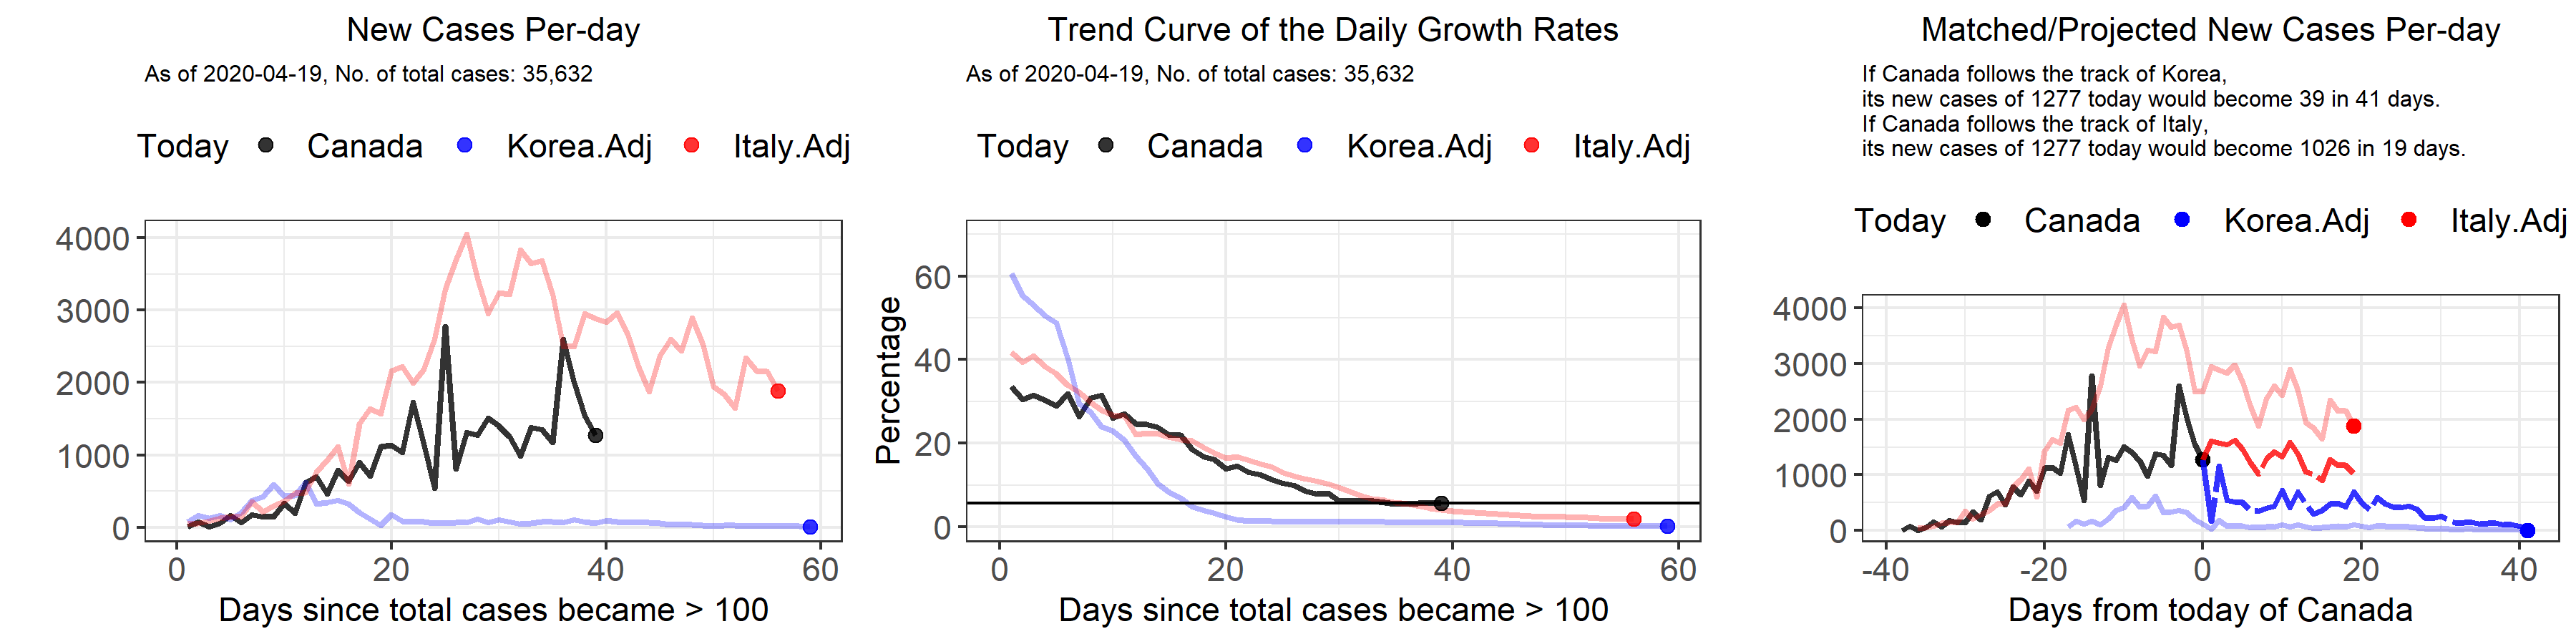 New Cases Per-day
As of 2020-04-19, No. of total cases: 35,632
Today Canada Korea.Adj Italy.Adj
4000
3000
2000
1000
0
0 20 40 60
Days since total cases became > 100
Trend Curve of the Daily Growth Rates
As of 2020-04-19, No. of total cases: 35,632
Today Canada Korea.Adj Italy.Adj
Percentage
60
40
20
0
0 20 40 60
Days since total cases became > 100
Matched/Projected New Cases Per-day
If Canada follows the track of Korea,
its new cases of 1277 today would become 39 in 41 days.
If Canada follows the track of Italy,
its new cases of 1277 today would become 1026 in 19 days.
Today Canada Korea.Adj Italy.Adj
4000
3000
2000
1000
0
-40 -20 0 20 40
Days from today of Canada